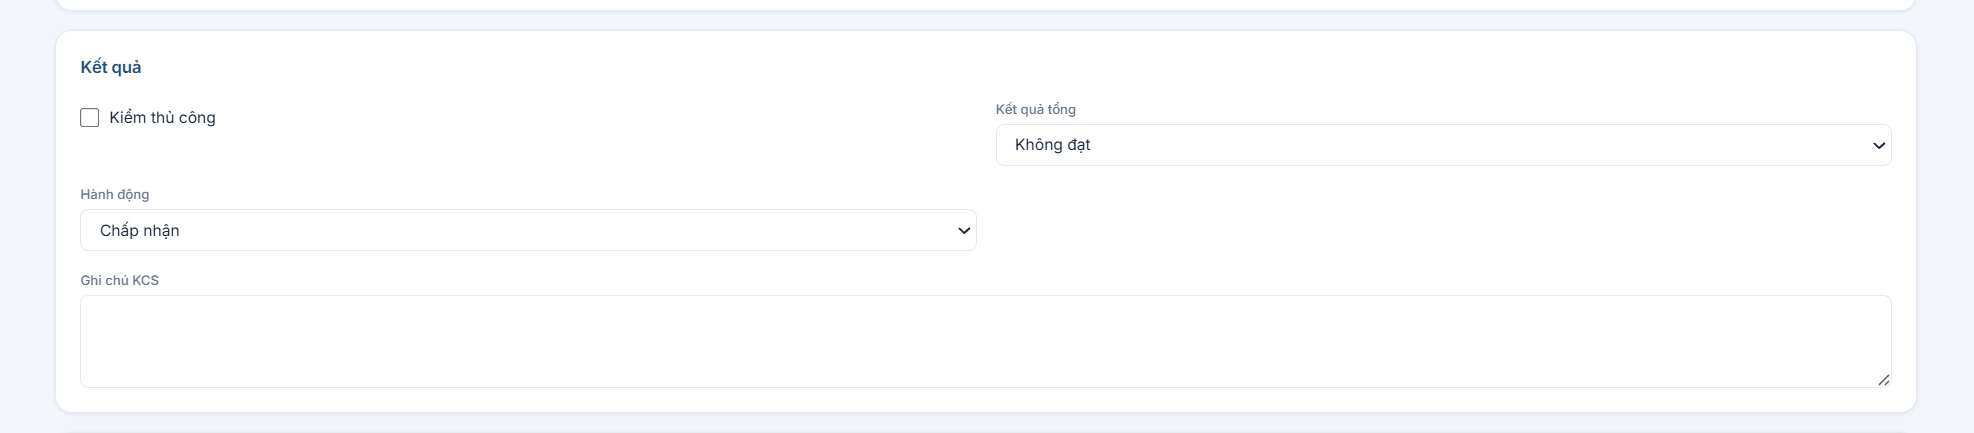 Kết quả
Kiểm thủ công
Kết quả tổng
Không đạt
Hành động
Chấp nhận
Ghi chú KCS